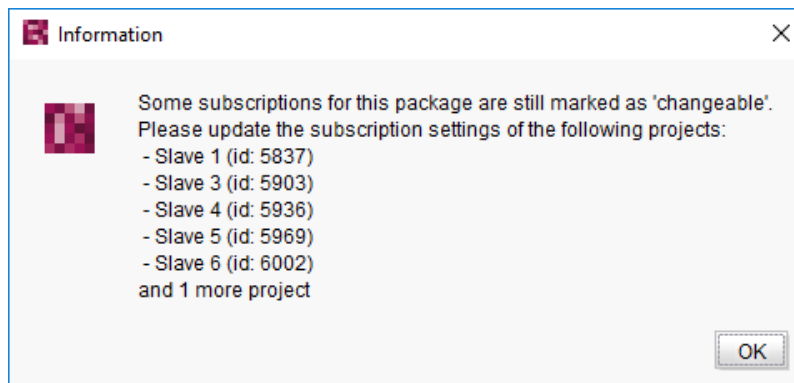 Information
Some subscriptions for this package are still marked as 'changeable'.
Please update the subscription settings of the following projects:
- Slave 1 (id: 5837)
- Slave 3 (id: 5903)
- Slave 4 (id: 5936)
- Slave 5 (id: 5969)
- Slave 6 (id: 6002)
and 1 more project
OK